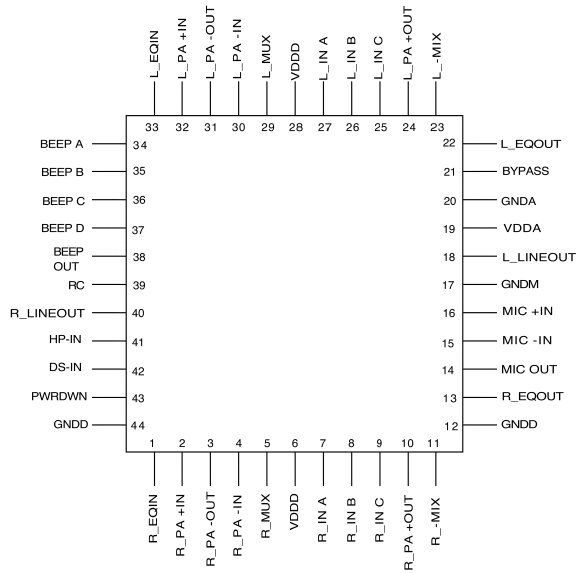 L_EQIN
L_PA +IN
L_PA -OUT
L_PA -IN
L_MUX
VDDD
L_IN A
L_IN B
L_IN C
L_PA +OUT
L_-MIX
33 32 31 30 29 28 27 26 25 24 23
BEEP A 34
BEEP B 35
BEEP C 36
BEEP D 37
BEEP
OUT
38
RC 39
R_LINEOUT 40
HP-IN 41
DS-IN 42
PWRDWN 43
GNDD 44
22 L_EQOUT
21 BYPASS
20 GNDA
19 VDDA
18 L_LINEOUT
17 GNDM
16 MIC +IN
15 MIC -IN
14 MIC OUT
13 R_EQOUT
12 GNDD
1 2 3 4 5 6 7 8 9 10 11
R_EQIN
R_PA +IN
R_PA -OUT
R_PA -IN
R_MUX
VDDD
R_IN A
R_IN B
R_IN C
R_PA +OUT
R_-MIX